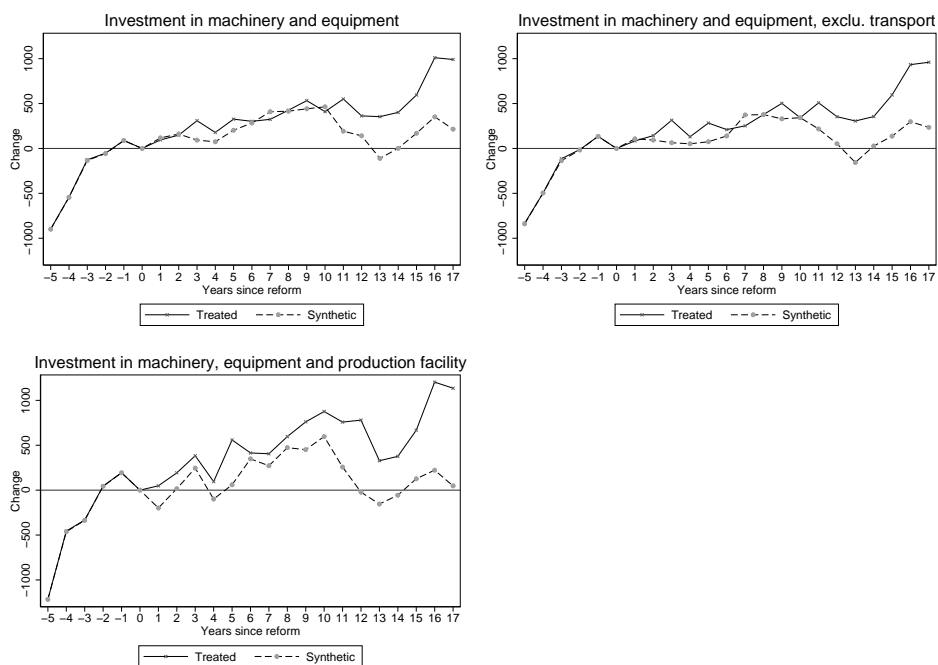 Investment in machinery and equipment
Change
1000
500
0
−500
−1000
−5 −4 −3 −2 −1 0 1 2 3 4 5 6 7 8 9 10 11 12 13 14 15 16 17
Years since reform
Treated Synthetic
Investment in machinery and equipment, exclu. transport
Change
1000
500
0
−500
−1000
−5 −4 −3 −2 −1 0 1 2 3 4 5 6 7 8 9 10 11 12 13 14 15 16 17
Years since reform
Treated Synthetic
Investment in machinery, equipment and production facility
Change
1000
500
0
−500
−1000
−5 −4 −3 −2 −1 0 1 2 3 4 5 6 7 8 9 10 11 12 13 14 15 16 17
Years since reform
Treated Synthetic